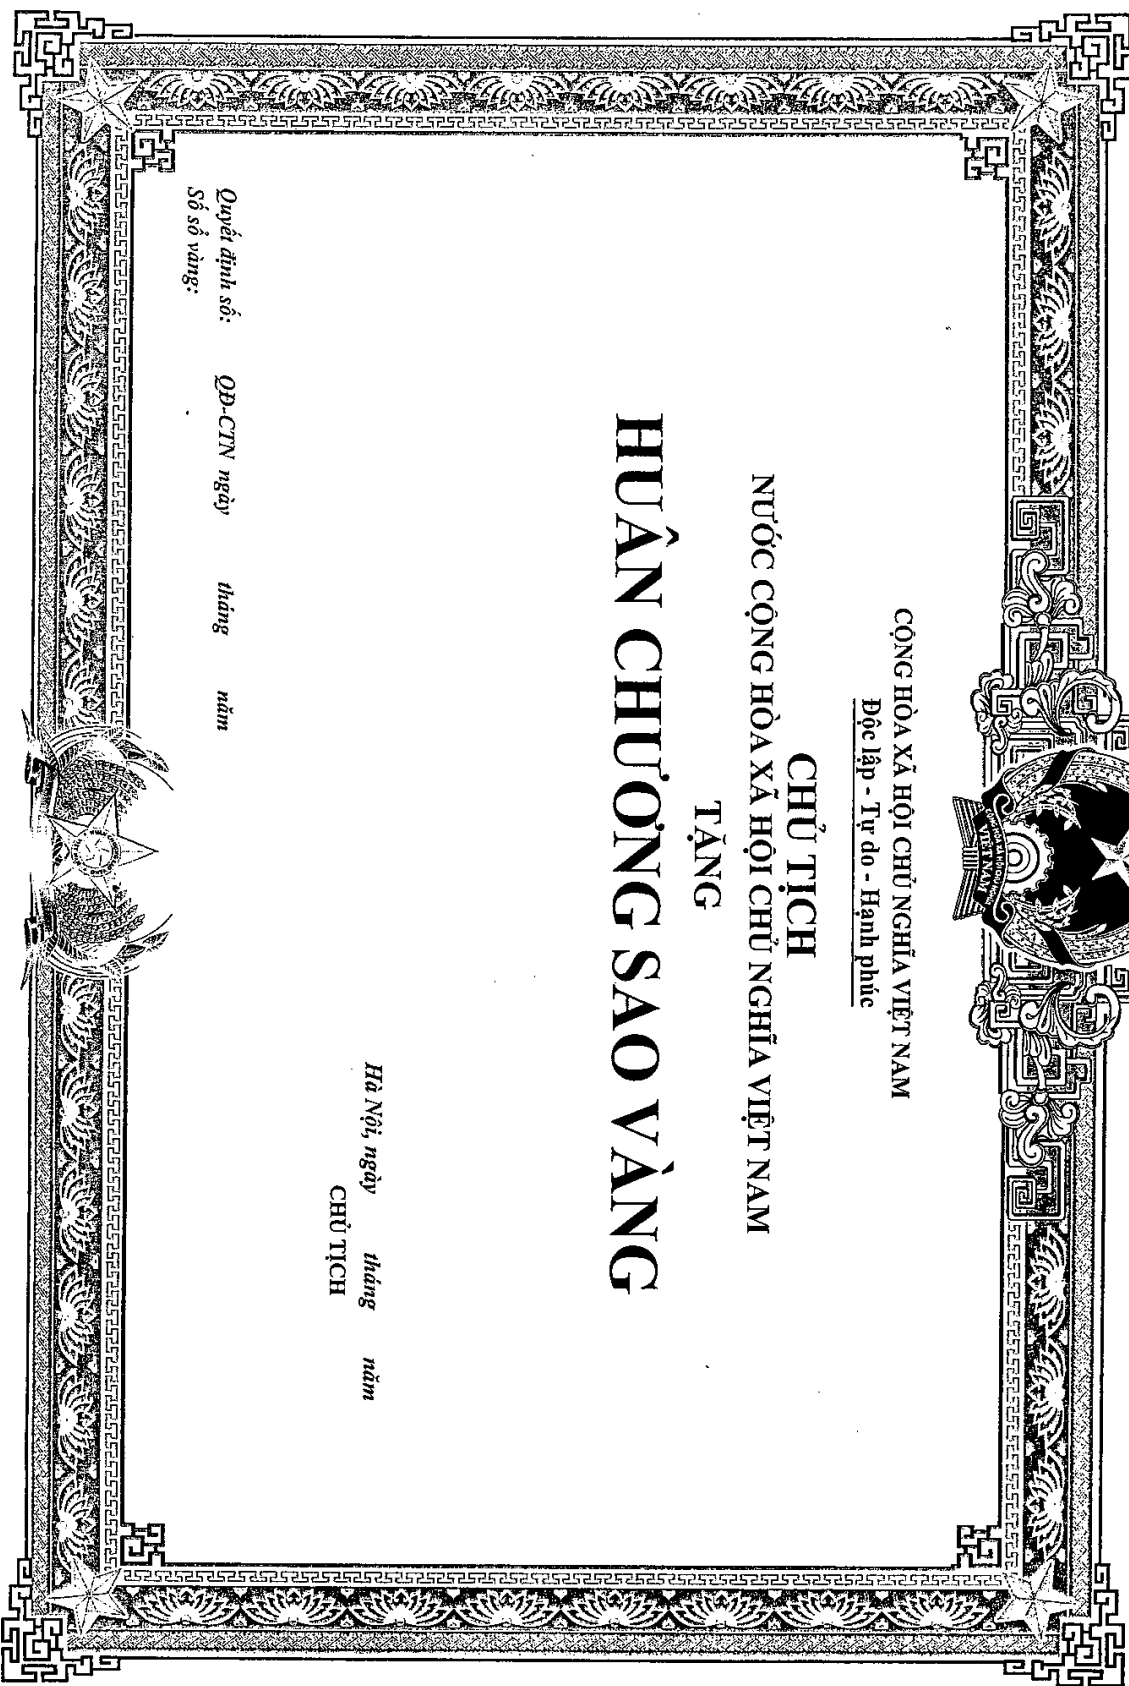 CỘNG HÒA XÃ HỘI CHỦ NGHĨA VIỆT NAM
Độc lập - Tự do - Hạnh phúc
CHỦ TỊCH
NƯỚC CỘNG HÒA XÃ HỘI CHỦ NGHĨA VIỆT NAM
TẶNG
HUÂN CHƯƠNG SAO VÀNG
Hà Nội, ngày tháng năm
CHỦ TỊCH
Quyết định số: QĐ-CTN ngày tháng năm
Số sổ vàng:
VIỆT NAM